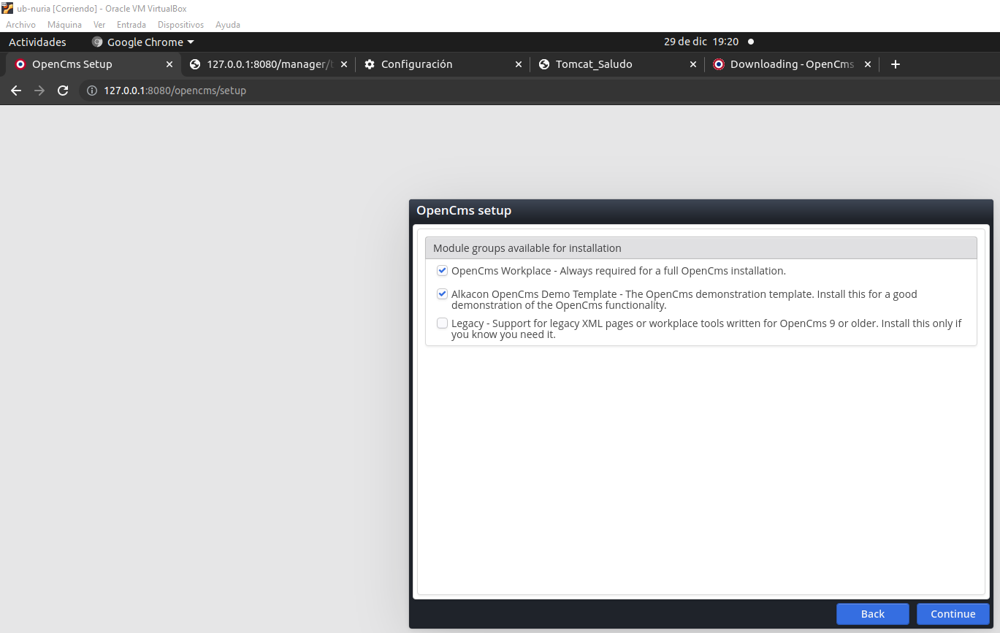 ub-nuria [Corriendo] - Oracle VM VirtualBox
Archivo Máquina Ver Entrada Dispositivos Ayuda
Actividades Google Chrome 29 de dic 19:20
OpenCms Setup 127.0.0.1:8080/manager/ Configuración Tomcat_Saludo Downloading - OpenCms
127.0.0.1:8080/opencms/setup
OpenCms setup
Module groups available for installation
OpenCms Workplace - Always required for a full OpenCms installation.
Alkacon OpenCms Demo Template - The OpenCms demonstration template. Install this for a good
demonstration of the OpenCms functionality.
Legacy - Support for legacy XML pages or workplace tools written for OpenCms 9 or older. Install this only if
you know you need it.
Back Continue